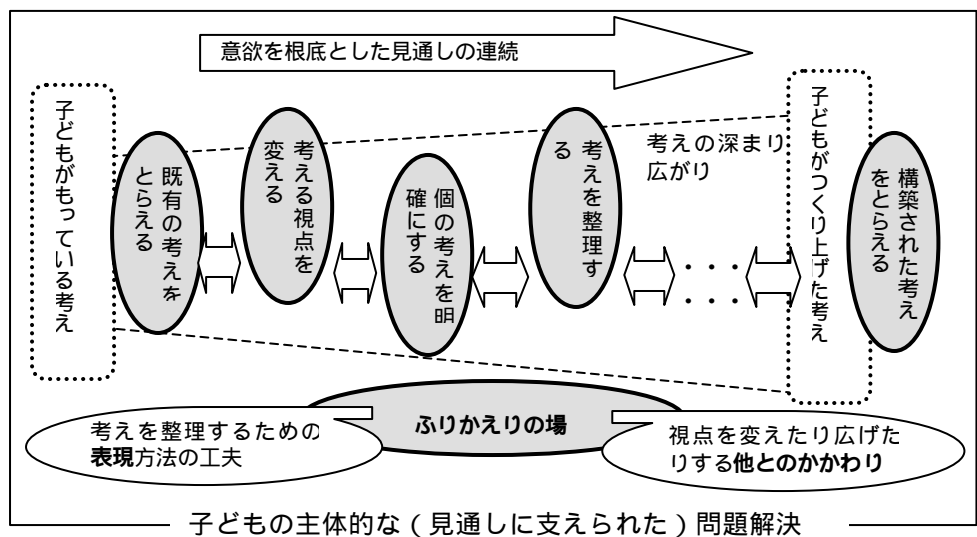 意欲を根底とした見通しの連続
子どもがもっている考え
既有の考えを
とらえる
考える視点を
変える
個の考えを明
確にする
考えを整理す
る
考えの深まり
広がり
・・・
・・・
子どもがつくり上げた考え
構築された考え
をとらえる
ふりかえりの場
考えを整理するための
表現方法の工夫
視点を変えたり広げた
りする他とのかかわり
子どもの主体的な(見通しに支えられた)問題解決